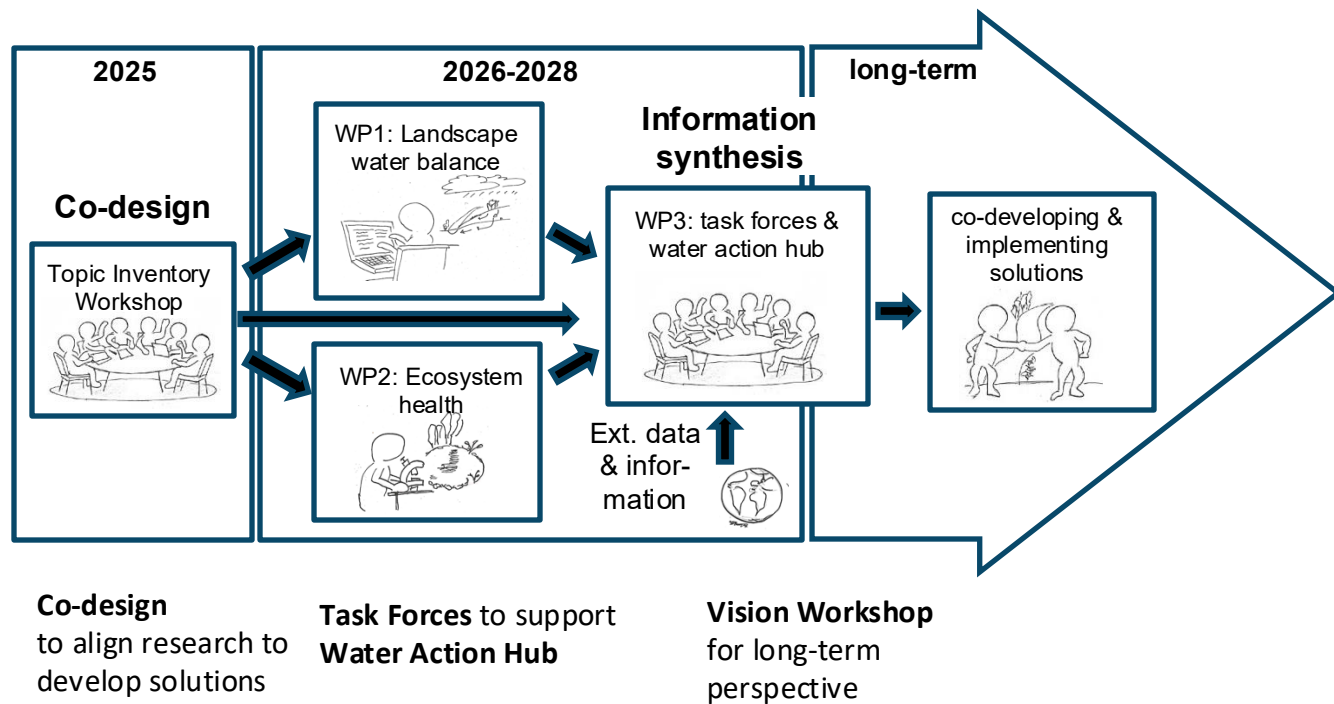 2025
Co-design
Topic Inventory
Workshop
2026-2028
WP1: Landscape
water balance
WP2: Ecosystem
health
Information
synthesis
WP3: task forces &
water action hub
Ext. data
& infor-
mation
long-term
co-developing &
implementing
solutions
Co-design
to align research to
develop solutions
Task Forces to support
Water Action Hub
Vision Workshop
for long-term
perspective